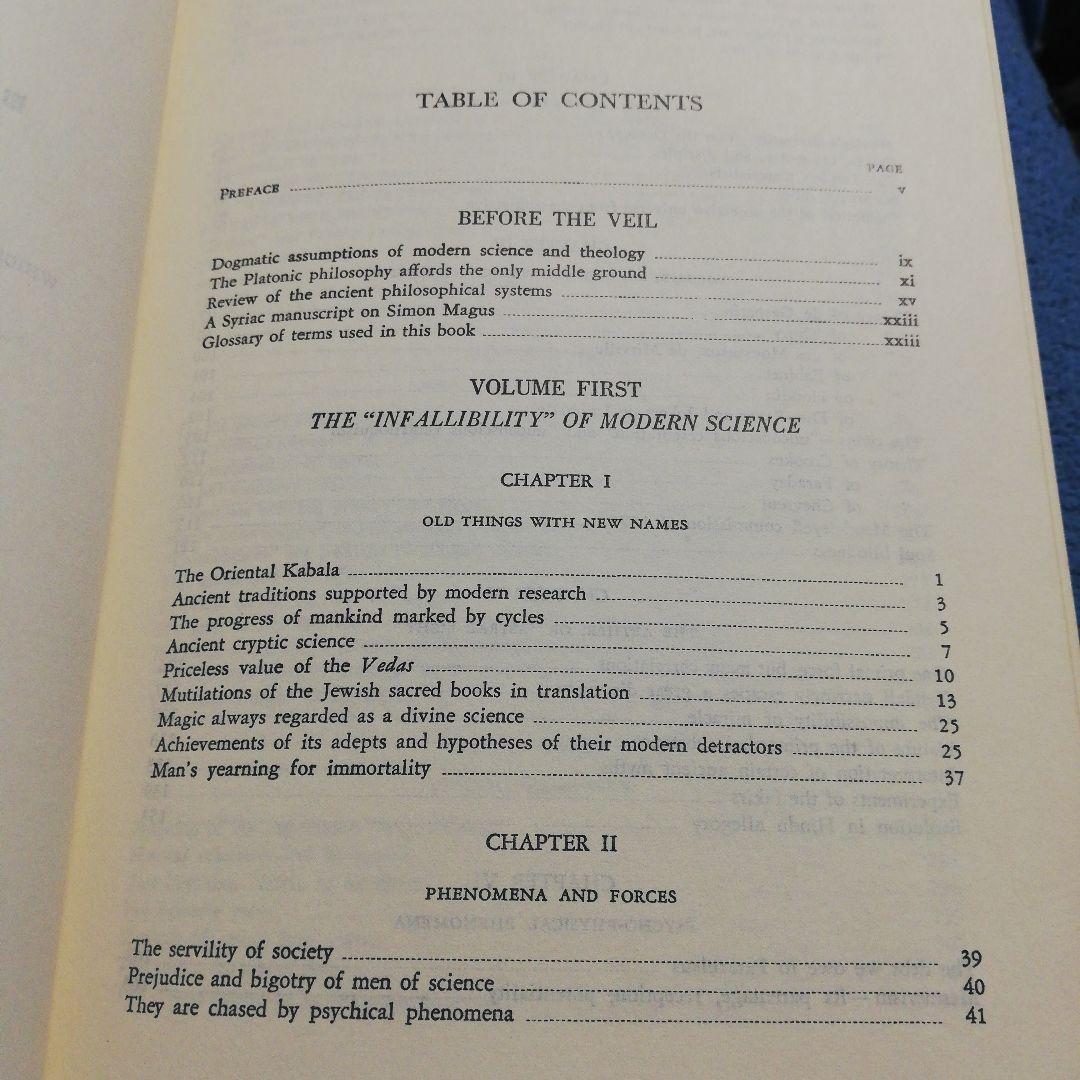 TABLE OF CONTENTS
PAGE
PREFACE v
BEFORE THE VEIL
Dogmatic assumptions of modern science and theology ix
The Platonic philosophy affords the only middle ground xi
Review of the ancient philosophical systems xv
A Syriac manuscript on Simon Magus xxiii
Glossary of terms used in this book xxiii
VOLUME FIRST
THE “INFALLIBILITY” OF MODERN SCIENCE
CHAPTER I
OLD THINGS WITH NEW NAMES
The Oriental Kabala 1
Ancient traditions supported by modern research 3
The progress of mankind marked by cycles 5
Ancient cryptic science 7
Priceless value of the Vedas 10
Mutilations of the Jewish sacred books in translation 13
Magic always regarded as a divine science 25
Achievements of its adepts and hypotheses of their modern detractors 25
Man's yearning for immortality 37
CHAPTER II
PHENOMENA AND FORCES
The servility of society 39
Prejudice and bigotry of men of science 40
They are chased by psychical phenomena 41